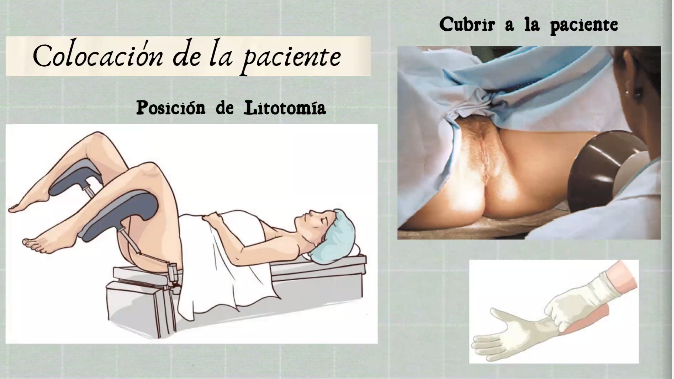 Colocación de la paciente
Posición de Litotomía
Cubrir a la paciente